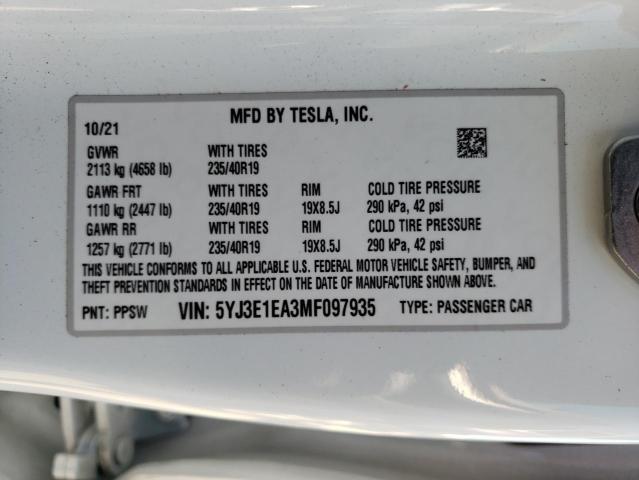 MFD BY TESLA, INC.
10/21
GVWR WITH TIRES
2113 kg (4658 lb) 235/40R19
GAWR FRT WITH TIRES RIM COLD TIRE PRESSURE
1110 kg (2447 lb) 235/40R19 19X8.5J 290 kPa, 42 psi
GAWR RR WITH TIRES RIM COLD TIRE PRESSURE
1257 kg (2771 lb) 235/40R19 19X8.5J 290 kPa, 42 psi
THIS VEHICLE CONFORMS TO ALL APPLICABLE U.S. FEDERAL MOTOR VEHICLE SAFETY, BUMPER, AND
THEFT PREVENTION STANDARDS IN EFFECT ON THE DATE OF MANUFACTURE SHOWN ABOVE.
PNT: PPSW VIN: 5YJ3E1EA3MF097935 TYPE: PASSENGER CAR